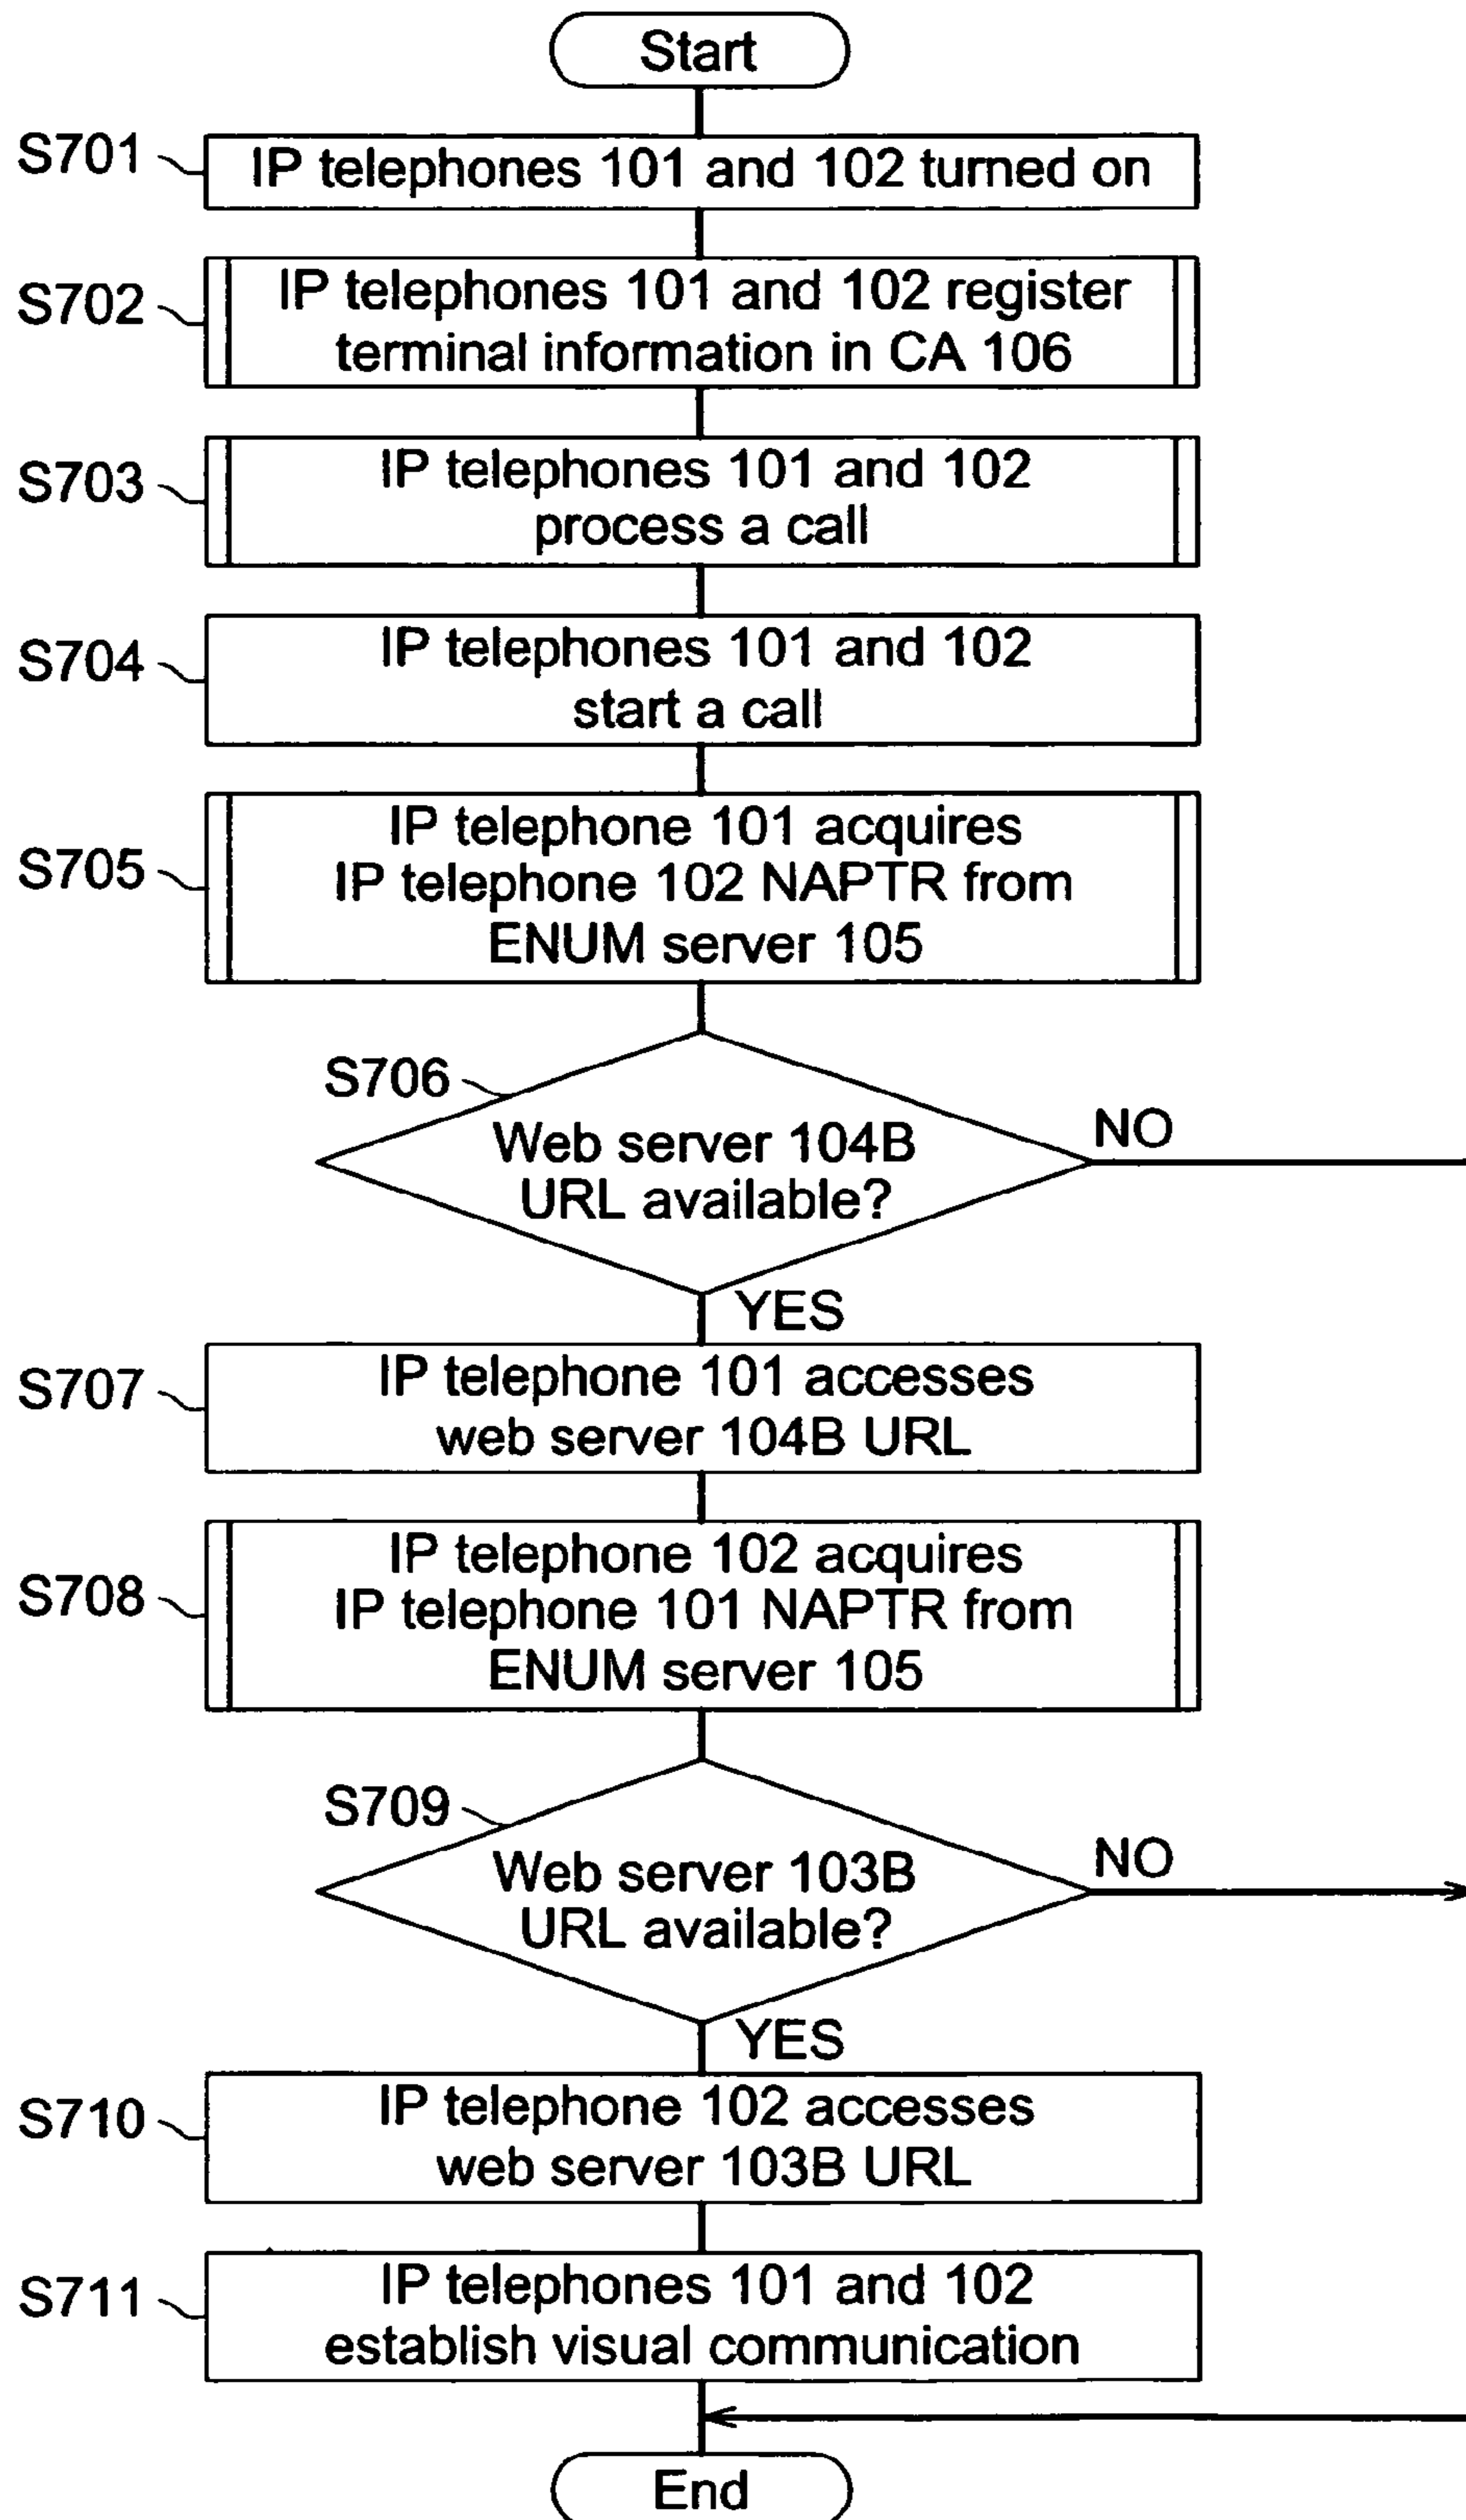 Start
S701
IP telephones 101 and 102 turned on
S702
IP telephones 101 and 102 register
terminal information in CA 106
S703
IP telephones 101 and 102
process a call
S704
IP telephones 101 and 102
start a call
S705
IP telephone 101 acquires
IP telephone 102 NAPTR from
ENUM server 105
S706
Web server 104B
URL available?
NO
YES
S707
IP telephone 101 accesses
web server 104B URL
S708
IP telephone 102 acquires
IP telephone 101 NAPTR from
ENUM server 105
S709
Web server 103B
URL available?
NO
YES
S710
IP telephone 102 accesses
web server 103B URL
S711
IP telephones 101 and 102
establish visual communication
End